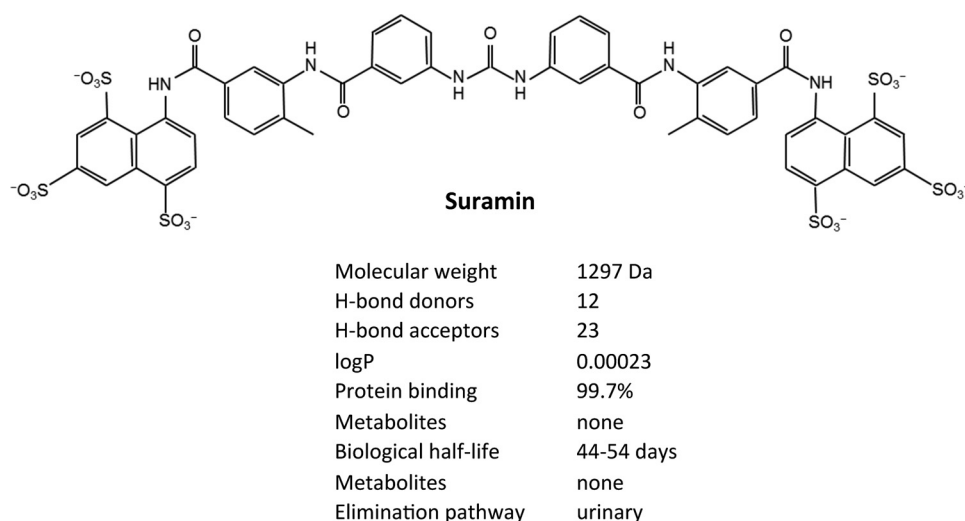 O
H
N
O
H
N
O
⁻O₃S
HN
O
N
H
N
H
O
N
H
O
NH
SO₃⁻
⁻O₃S
SO₃⁻
SO₃⁻
SO₃⁻
Suramin
Molecular weight 1297 Da
H-bond donors 12
H-bond acceptors 23
logP 0.00023
Protein binding 99.7%
Metabolites none
Biological half-life 44-54 days
Metabolites none
Elimination pathway urinary